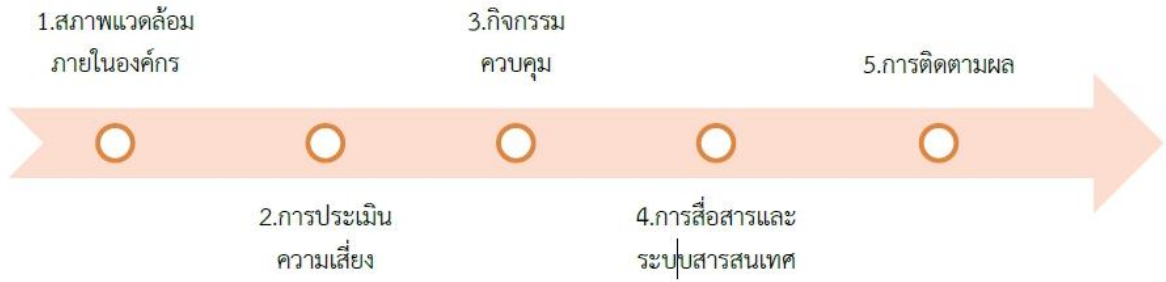 1.สภาพแวดล้อม
ภายในองค์กร
2.การประเมิน
ความเสี่ยง
3.กิจกรรม
ควบคุม
4.การสื่อสารและ
ระบบสารสนเทศ
5.การติดตามผล